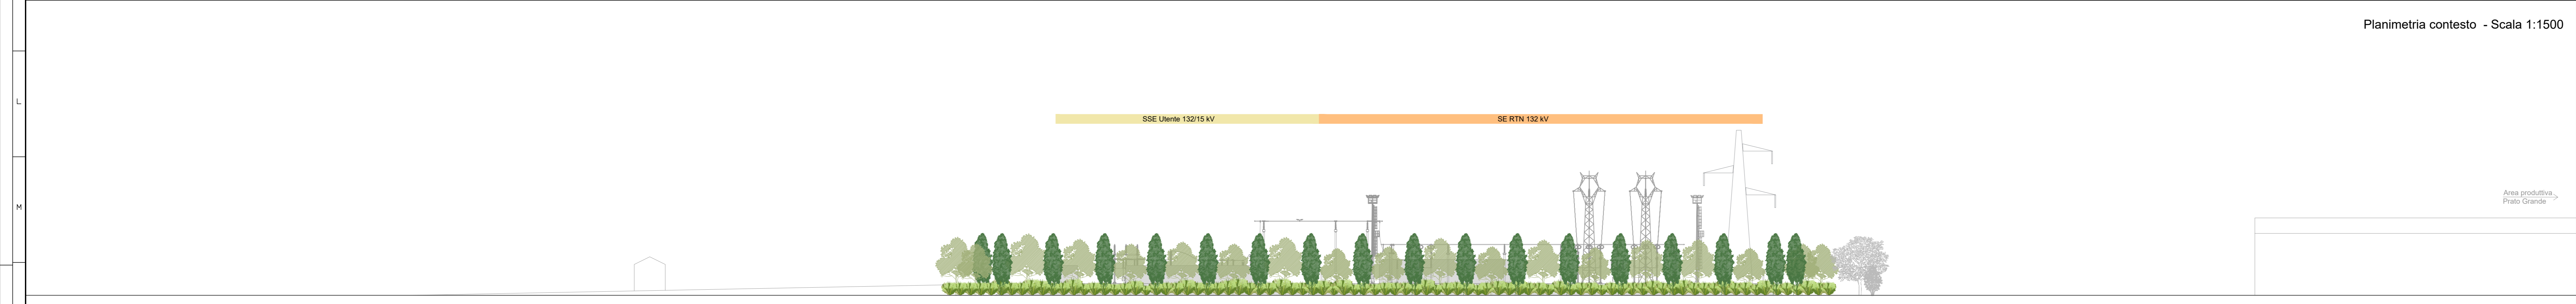 Planimetria contesto - Scala 1:1500
L
SSE Utente 132/15 kV
SE RTN 132 kV
M
Area produttiva
Prato Grande